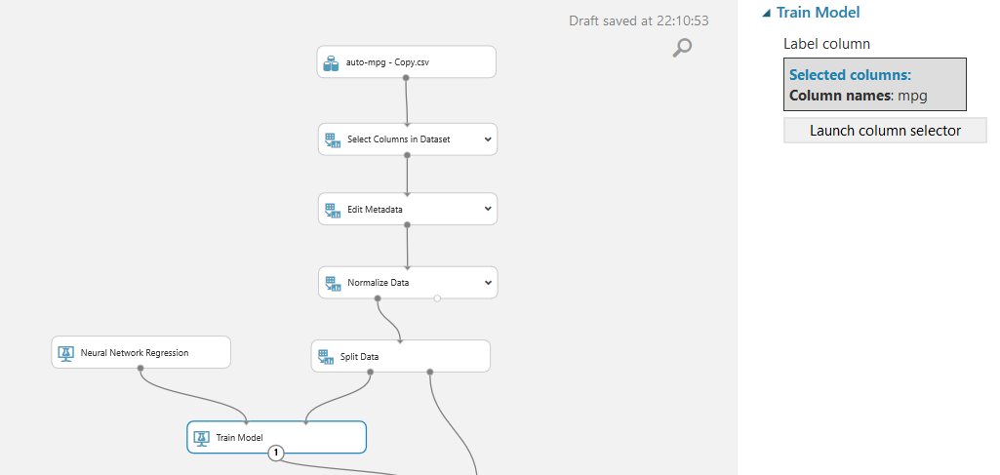 Draft saved at 22:10:53
auto-mpg - Copy.csv
Select Columns in Dataset
Edit Metadata
Normalize Data
Neural Network Regression
Split Data
Train Model
1
Train Model
Label column
Selected columns:
Column names: mpg
Launch column selector